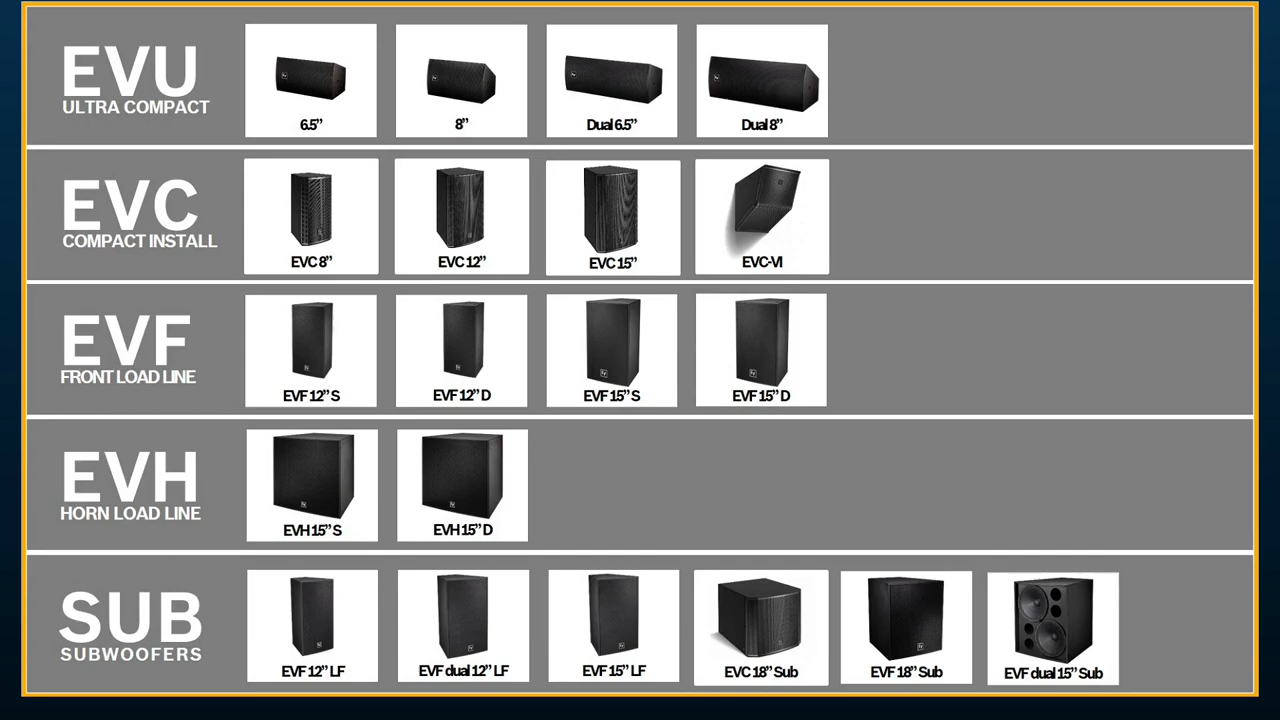 EVU
ULTRA COMPACT
6.5”
8”
Dual 6.5”
Dual 8”
EVC
COMPACT INSTALL
EVC 8”
EVC 12”
EVC 15”
EVC-VI
EVF
FRONT LOAD LINE
EVF 12” S
EVF 12” D
EVF 15” S
EVF 15” D
EVH
HORN LOAD LINE
EVH 15” S
EVH 15” D
SUB
SUBWOOFERS
EVF 12” LF
EVF dual 12” LF
EVF 15” LF
EVC 18” Sub
EVF 18” Sub
EVF dual 15” Sub